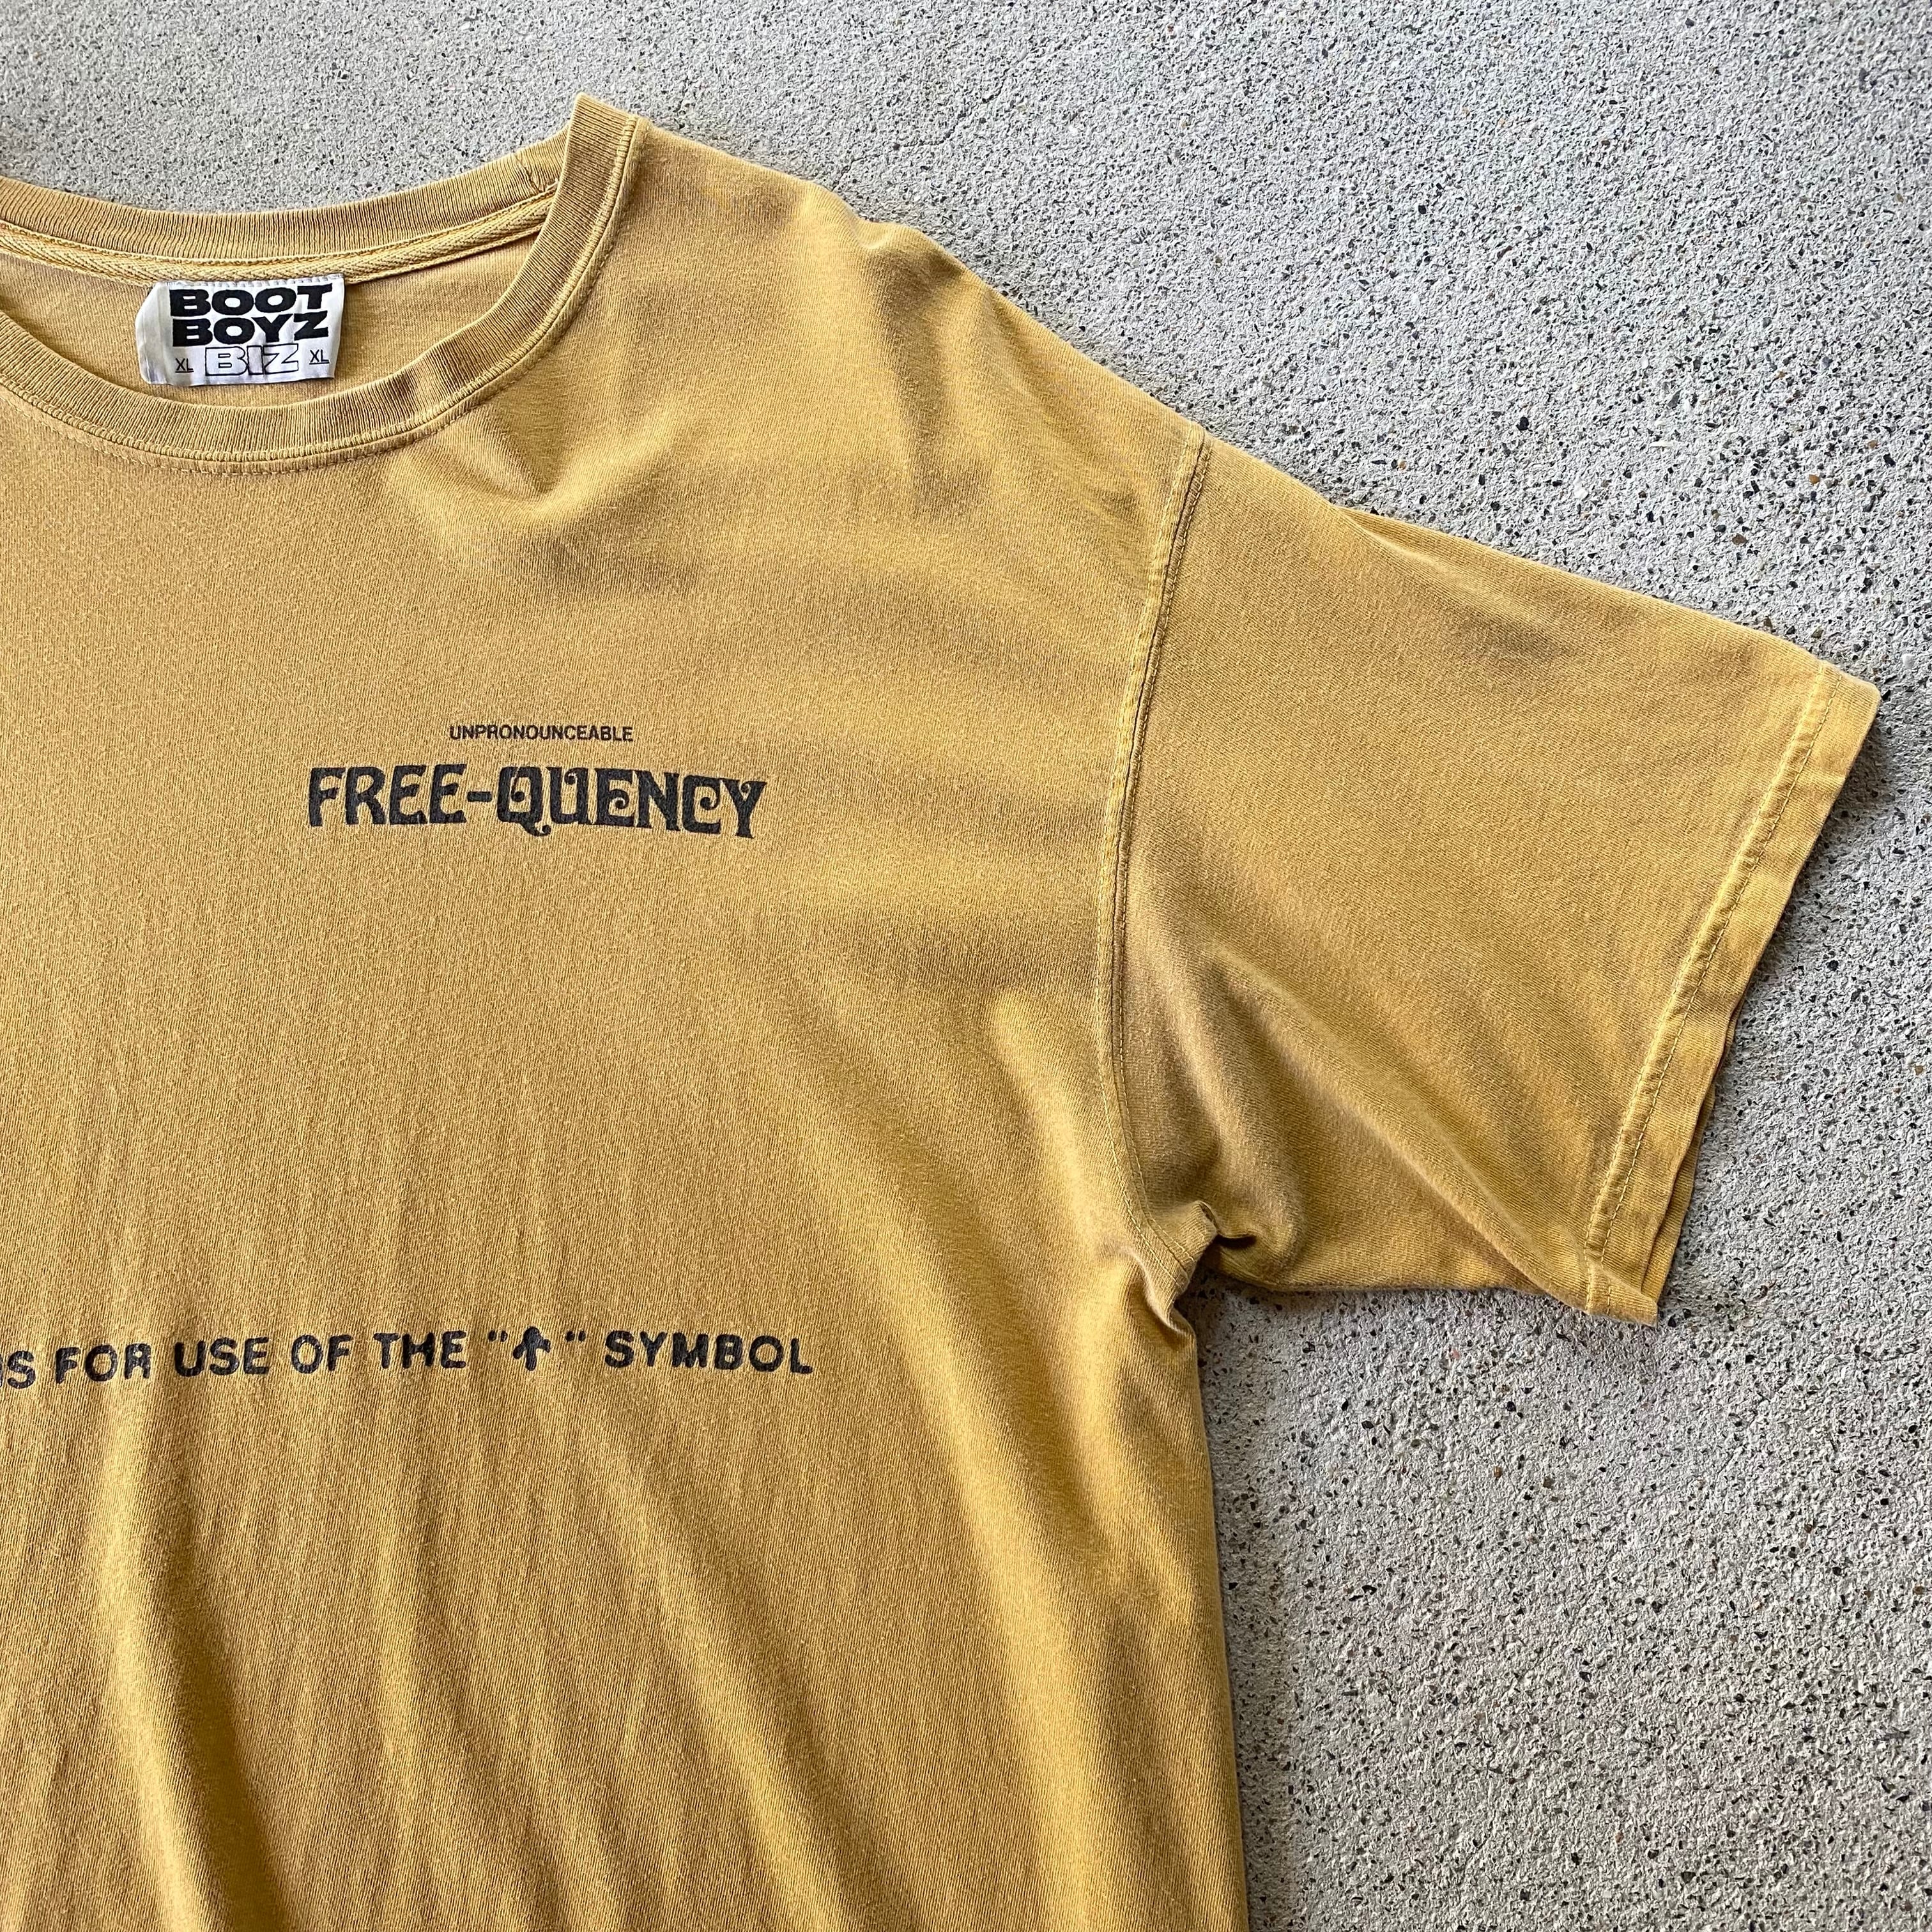 BOOT
BOYZ
XL BIZ XL
UNPRONOUNCEABLE
FREE-QUENCY
FOR USE OF THE "↑" SYMBOL